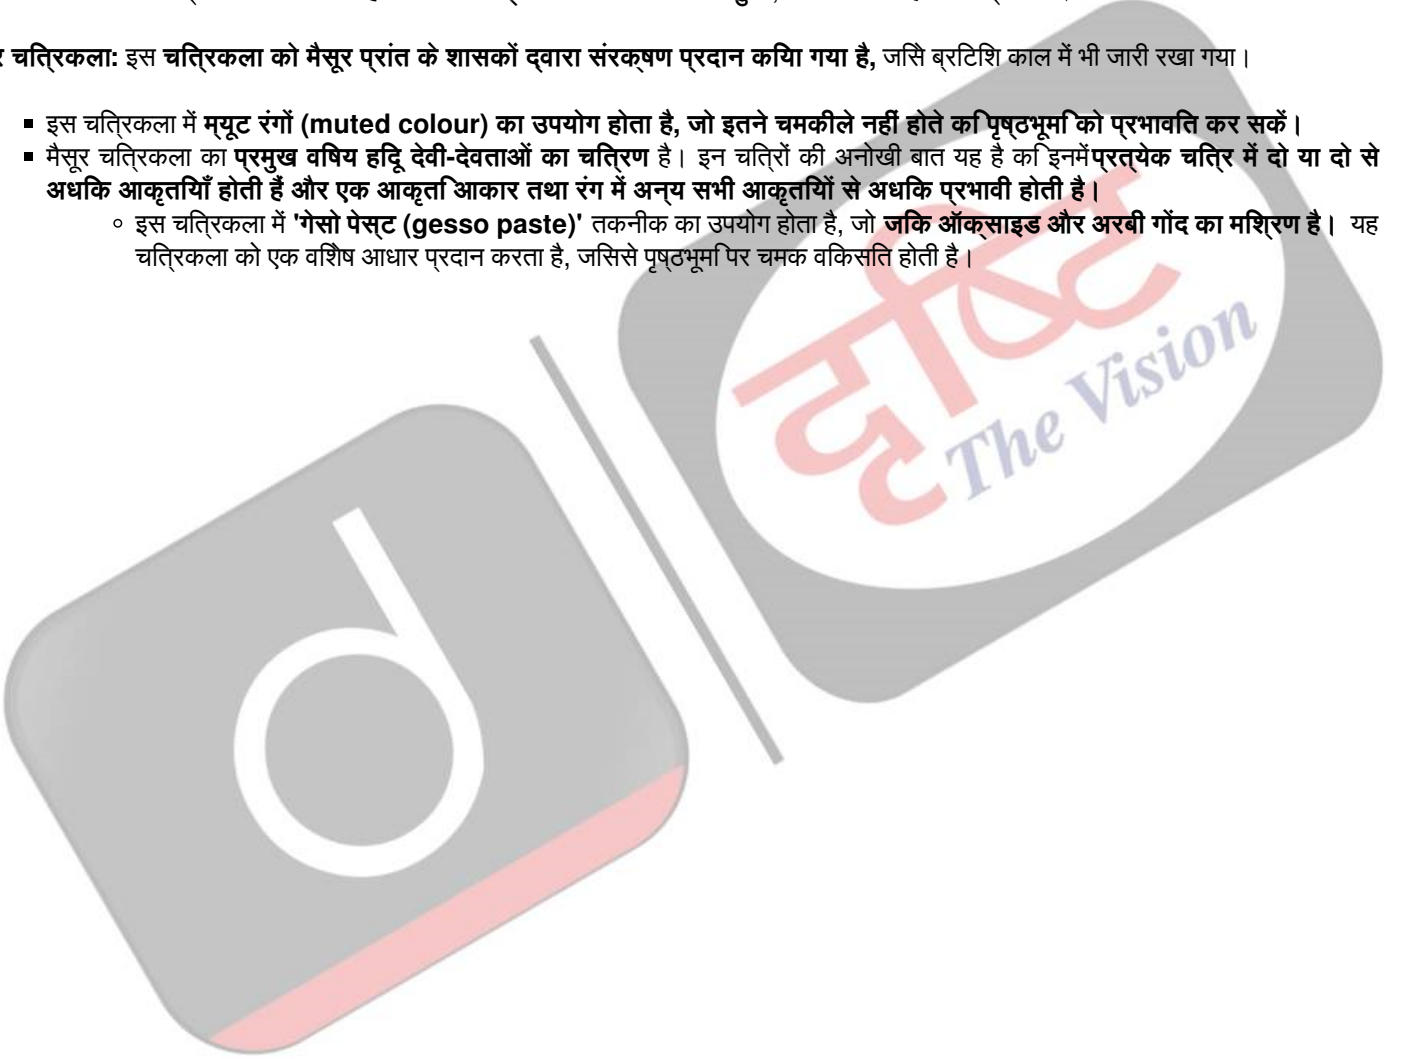 चित्रकला: इस चित्रकला को मैसूर प्रांत के शासकों द्वारा संरक्षण प्रदान किया गया है, जिसे ब्रिटिश काल में भी जारी रखा गया।
▪ इस चित्रकला में म्यूट रंगों (muted colour) का उपयोग होता है, जो इतने चमकीले नहीं होते कि पृष्ठभूमि को प्रभावित कर सकें।
▪ मैसूर चित्रकला का प्रमुख विषय हिंदू देवी-देवताओं का चित्रण है। इन चित्रों की अनोखी बात यह है कि इनमें प्रत्येक चित्र में दो या दो से
अधिक आकृतियाँ होती हैं और एक आकृति आकार तथा रंग में अन्य सभी आकृतियों से अधिक प्रभावी होती है।
◦ इस चित्रकला में 'गेसो पेस्ट (gesso paste)' तकनीक का उपयोग होता है, जो जिंक ऑक्साइड और अरबी गोंद का मिश्रण है। यह
चित्रकला को एक विशेष आधार प्रदान करता है, जिससे पृष्ठभूमि पर चमक विकसित होती है।
दृष्टि
The Vision
d